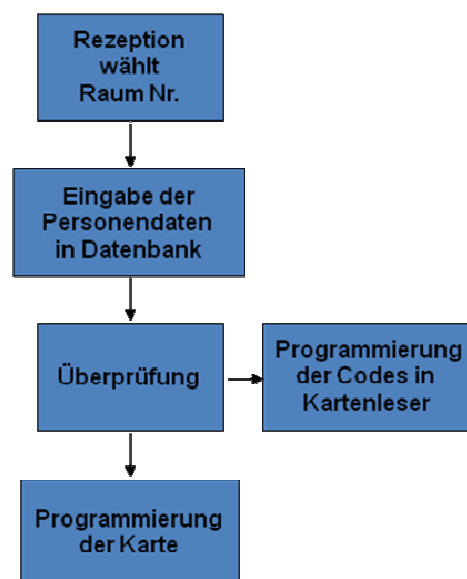 Rezeption
wählt
Raum Nr.
Eingabe der
Personendaten
in Datenbank
Überprüfung
Programmierung
der Codes in
Kartenleser
Programmierung
der Karte